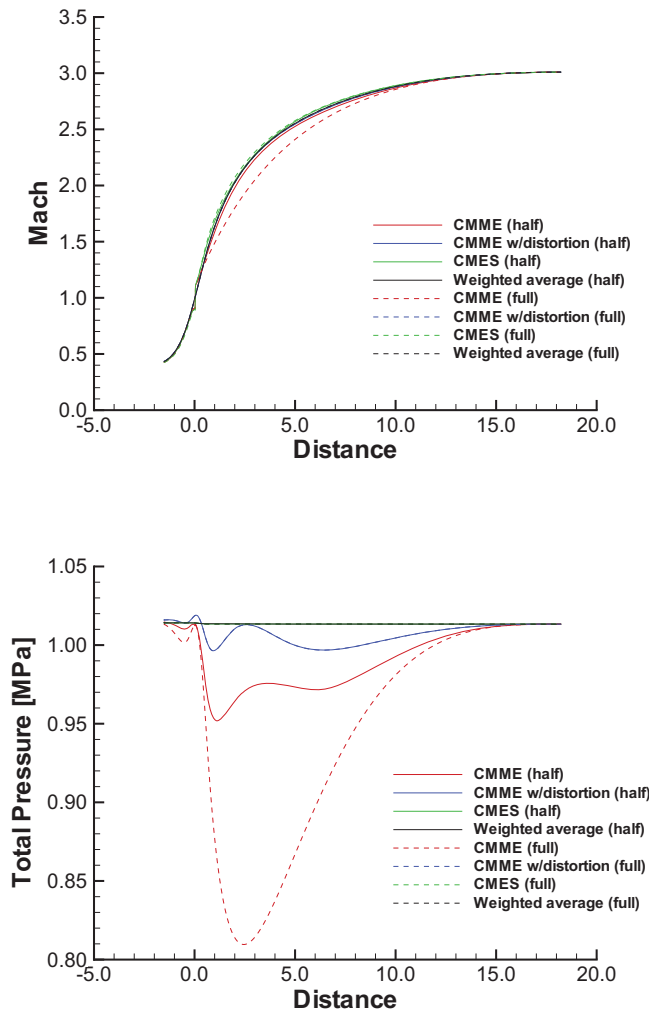 3.5
3.0
2.5
2.0
1.5
1.0
0.5
0.0
Mach
CMME (half)
CMME w/distortion (half)
CMES (half)
Weighted average (half)
CMME (full)
CMME w/distortion (full)
CMES (full)
Weighted average (full)
-5.0 0.0 5.0 10.0 15.0 20.0
Distance
1.05
1.00
0.95
0.90
0.85
0.80
Total Pressure [MPa]
CMME (half)
CMME w/distortion (half)
CMES (half)
Weighted average (half)
CMME (full)
CMME w/distortion (full)
CMES (full)
Weighted average (full)
-5.0 0.0 5.0 10.0 15.0 20.0
Distance